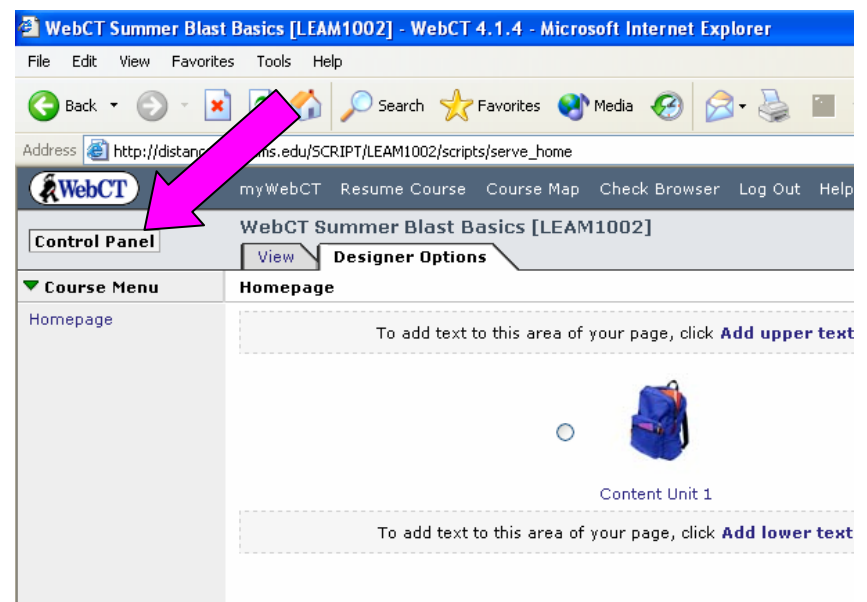 WebCT Summer Blast Basics [LEAM1002] - WebCT 4.1.4 - Microsoft Internet Explorer
File Edit View Favorites Tools Help
Back Search Favorites Media
Address http://distanc ms.edu/SCRIPT/LEAM1002/scripts/serve_home
WebCT myWebCT Resume Course Course Map Check Browser Log Out Help
Control Panel
WebCT Summer Blast Basics [LEAM1002]
View Designer Options
Course Menu
Homepage
Homepage
To add text to this area of your page, click Add upper text
Content Unit 1
To add text to this area of your page, click Add lower text